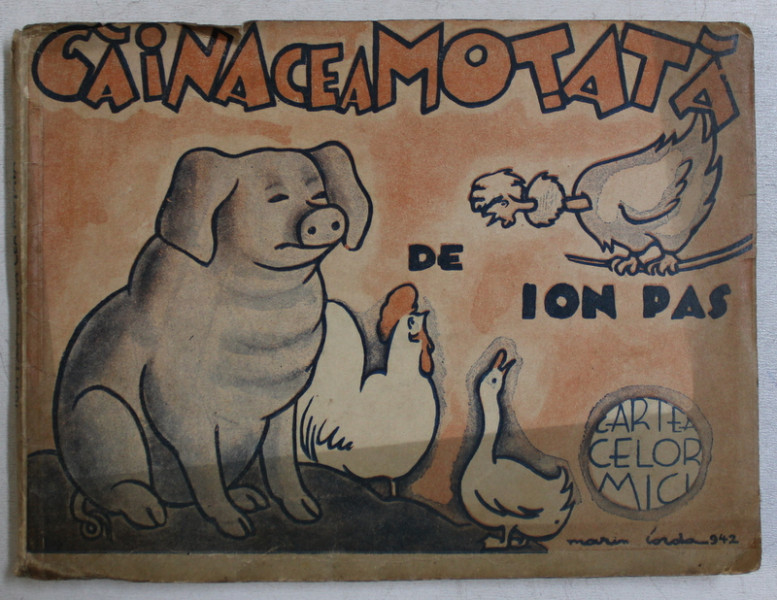 GĂINA CEA MOȚATĂ
DE
ION PAS
CARTEA
CELOR
MICI
marin iorda 942